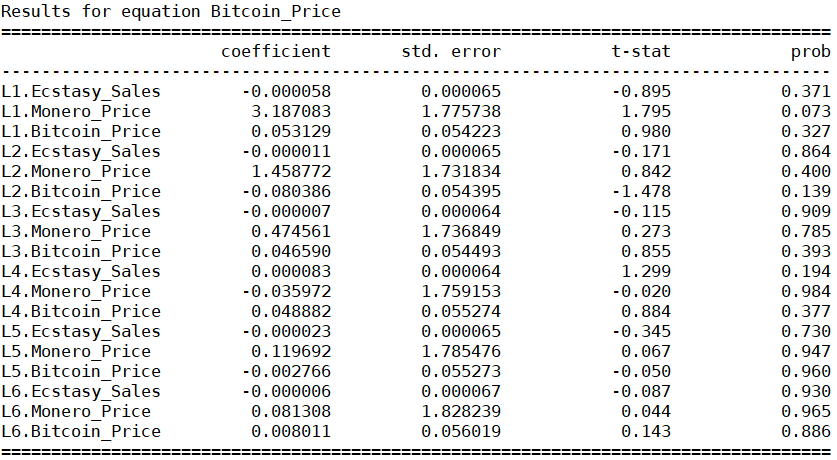 Results for equation Bitcoin_Price
================================================================================
                      coefficient       std. error           t-stat            prob
--------------------------------------------------------------------------------
L1.Ecstasy_Sales        -0.000058         0.000065           -0.895           0.371
L1.Monero_Price          3.187083         1.775738            1.795           0.073
L1.Bitcoin_Price         0.053129         0.054223            0.980           0.327
L2.Ecstasy_Sales        -0.000011         0.000065           -0.171           0.864
L2.Monero_Price          1.458772         1.731834            0.842           0.400
L2.Bitcoin_Price        -0.080386         0.054395           -1.478           0.139
L3.Ecstasy_Sales        -0.000007         0.000064           -0.115           0.909
L3.Monero_Price          0.474561         1.736849            0.273           0.785
L3.Bitcoin_Price         0.046590         0.054493            0.855           0.393
L4.Ecstasy_Sales         0.000083         0.000064            1.299           0.194
L4.Monero_Price         -0.035972         1.759153           -0.020           0.984
L4.Bitcoin_Price         0.048882         0.055274            0.884           0.377
L5.Ecstasy_Sales        -0.000023         0.000065           -0.345           0.730
L5.Monero_Price          0.119692         1.785476            0.067           0.947
L5.Bitcoin_Price        -0.002766         0.055273           -0.050           0.960
L6.Ecstasy_Sales        -0.000006         0.000067           -0.087           0.930
L6.Monero_Price          0.081308         1.828239            0.044           0.965
L6.Bitcoin_Price         0.008011         0.056019            0.143           0.886
================================================================================